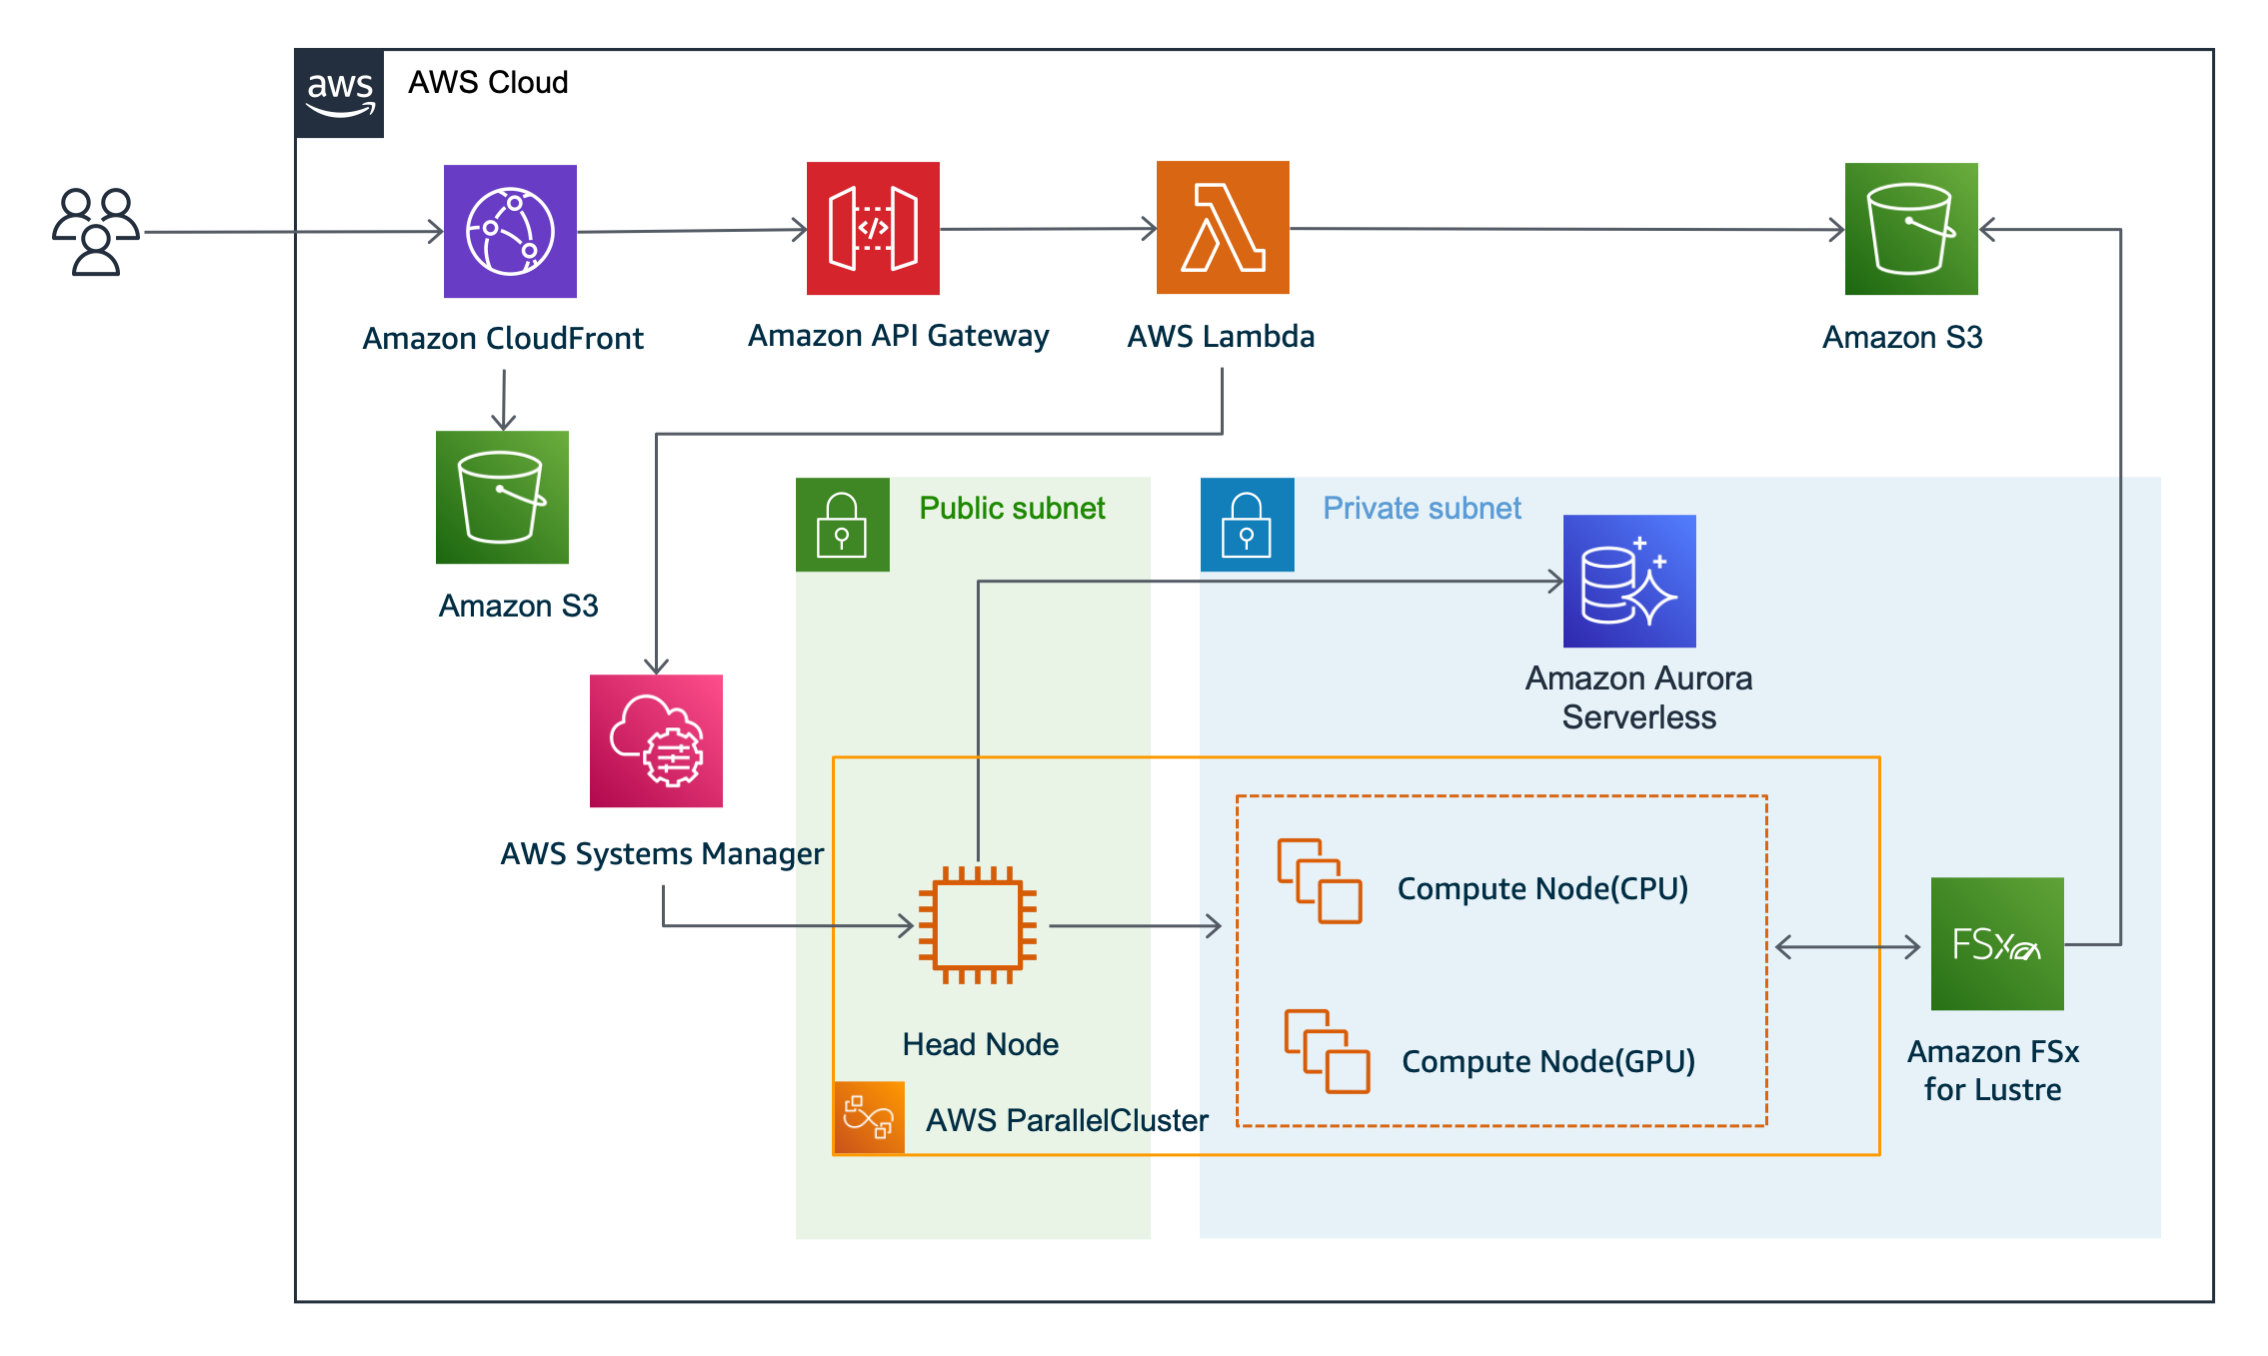 aws
AWS Cloud
Amazon CloudFront
Amazon API Gateway
</>
AWS Lambda
Amazon S3
Amazon S3
Public subnet
Private subnet
Amazon Aurora
Serverless
AWS Systems Manager
Compute Node(CPU)
FSx
Head Node
Compute Node(GPU)
Amazon FSx
for Lustre
AWS ParallelCluster